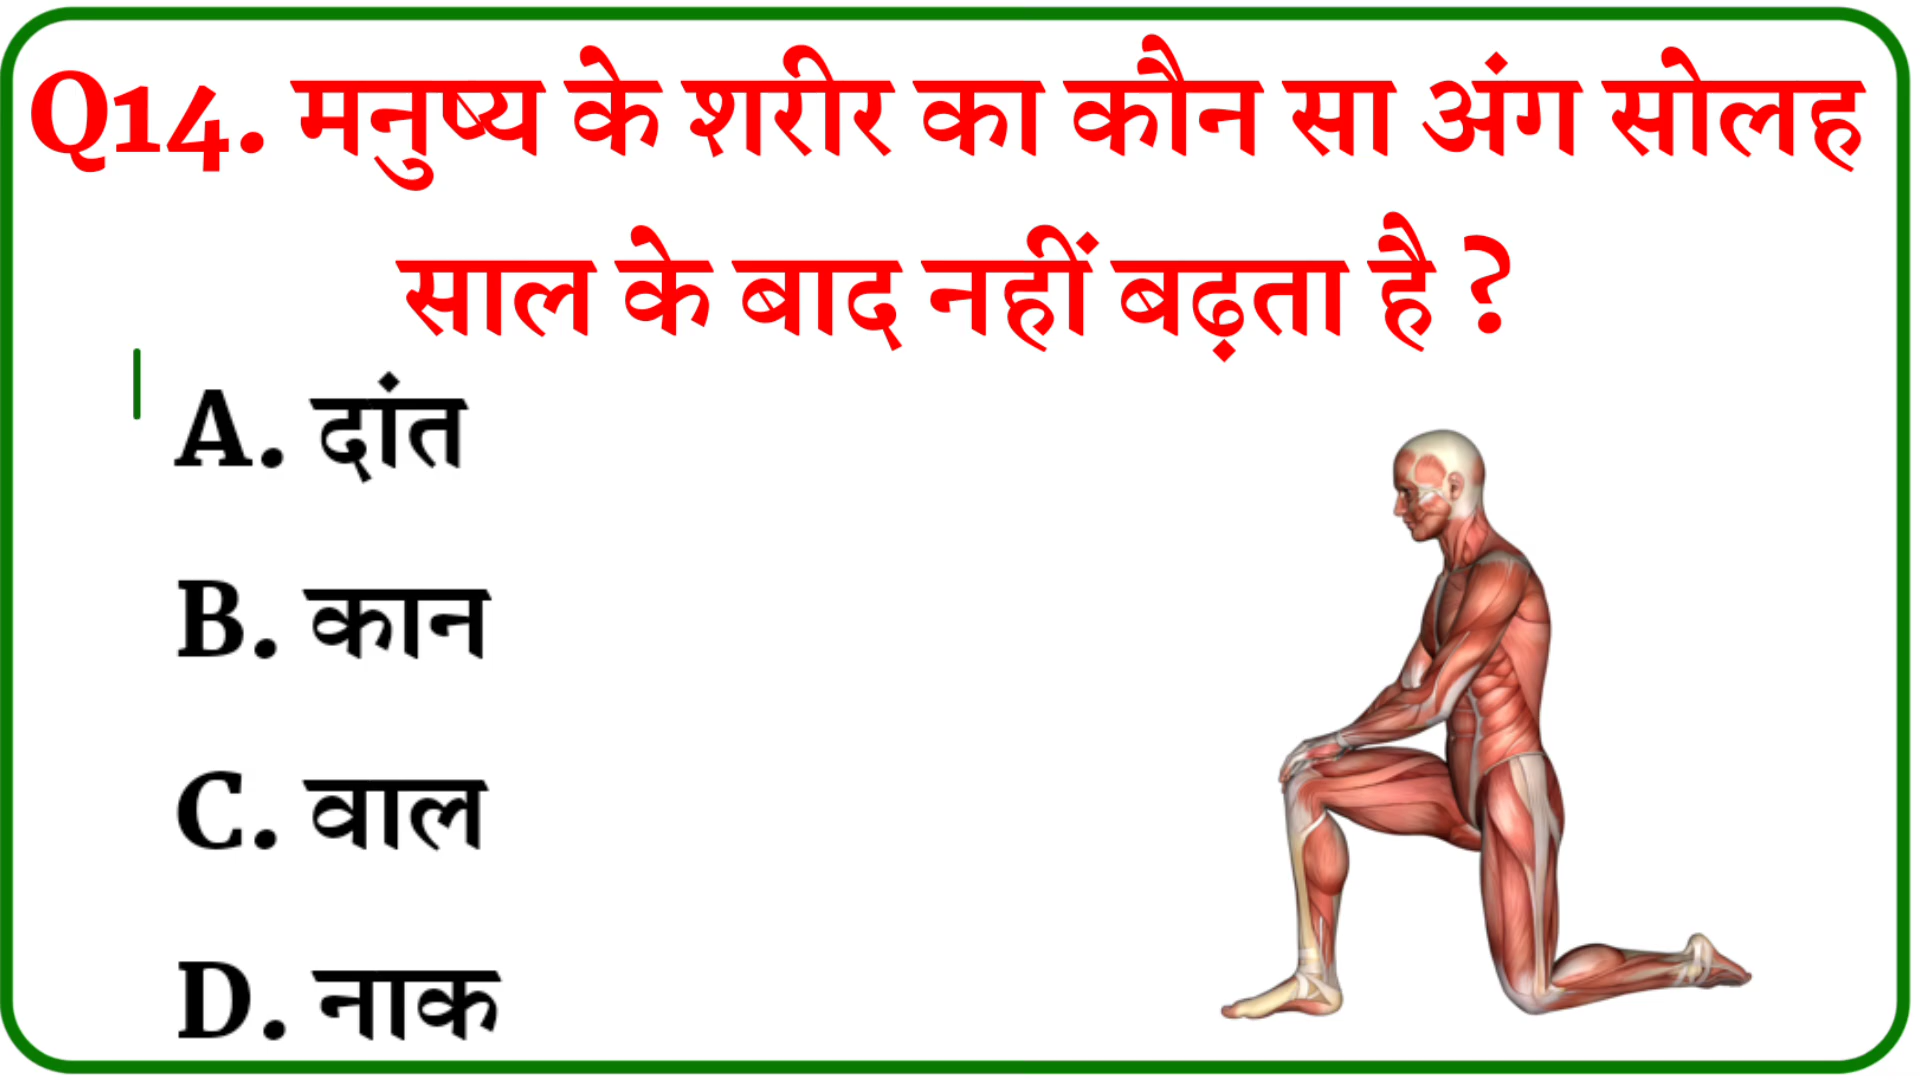 Q14. मनुष्य के शरीर का कौन सा अंग सोलह
साल के बाद नहीं बढ़ता है ?
A. दांत
B. कान
C. वाल
D. नाक